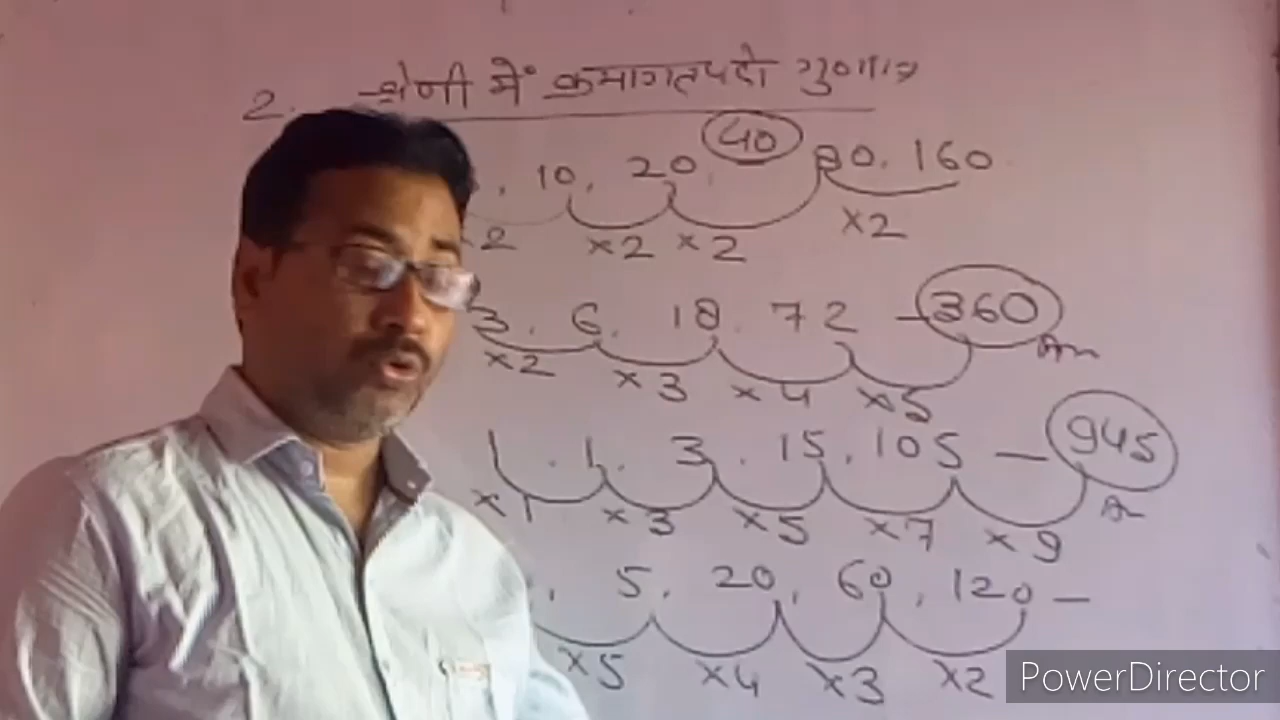 2. श्रेणी में क्रमागत पदो गुणात्र
10, 20, 40 80, 160
×2 ×2 ×2 ×2
3, 6, 18, 72 — 360
×2 ×3 ×4 ×5
1, 1, 3, 15, 105 — 945
×1 ×3 ×5 ×7 ×9
5, 20, 60, 120 —
×5 ×4 ×3 ×2
PowerDirector